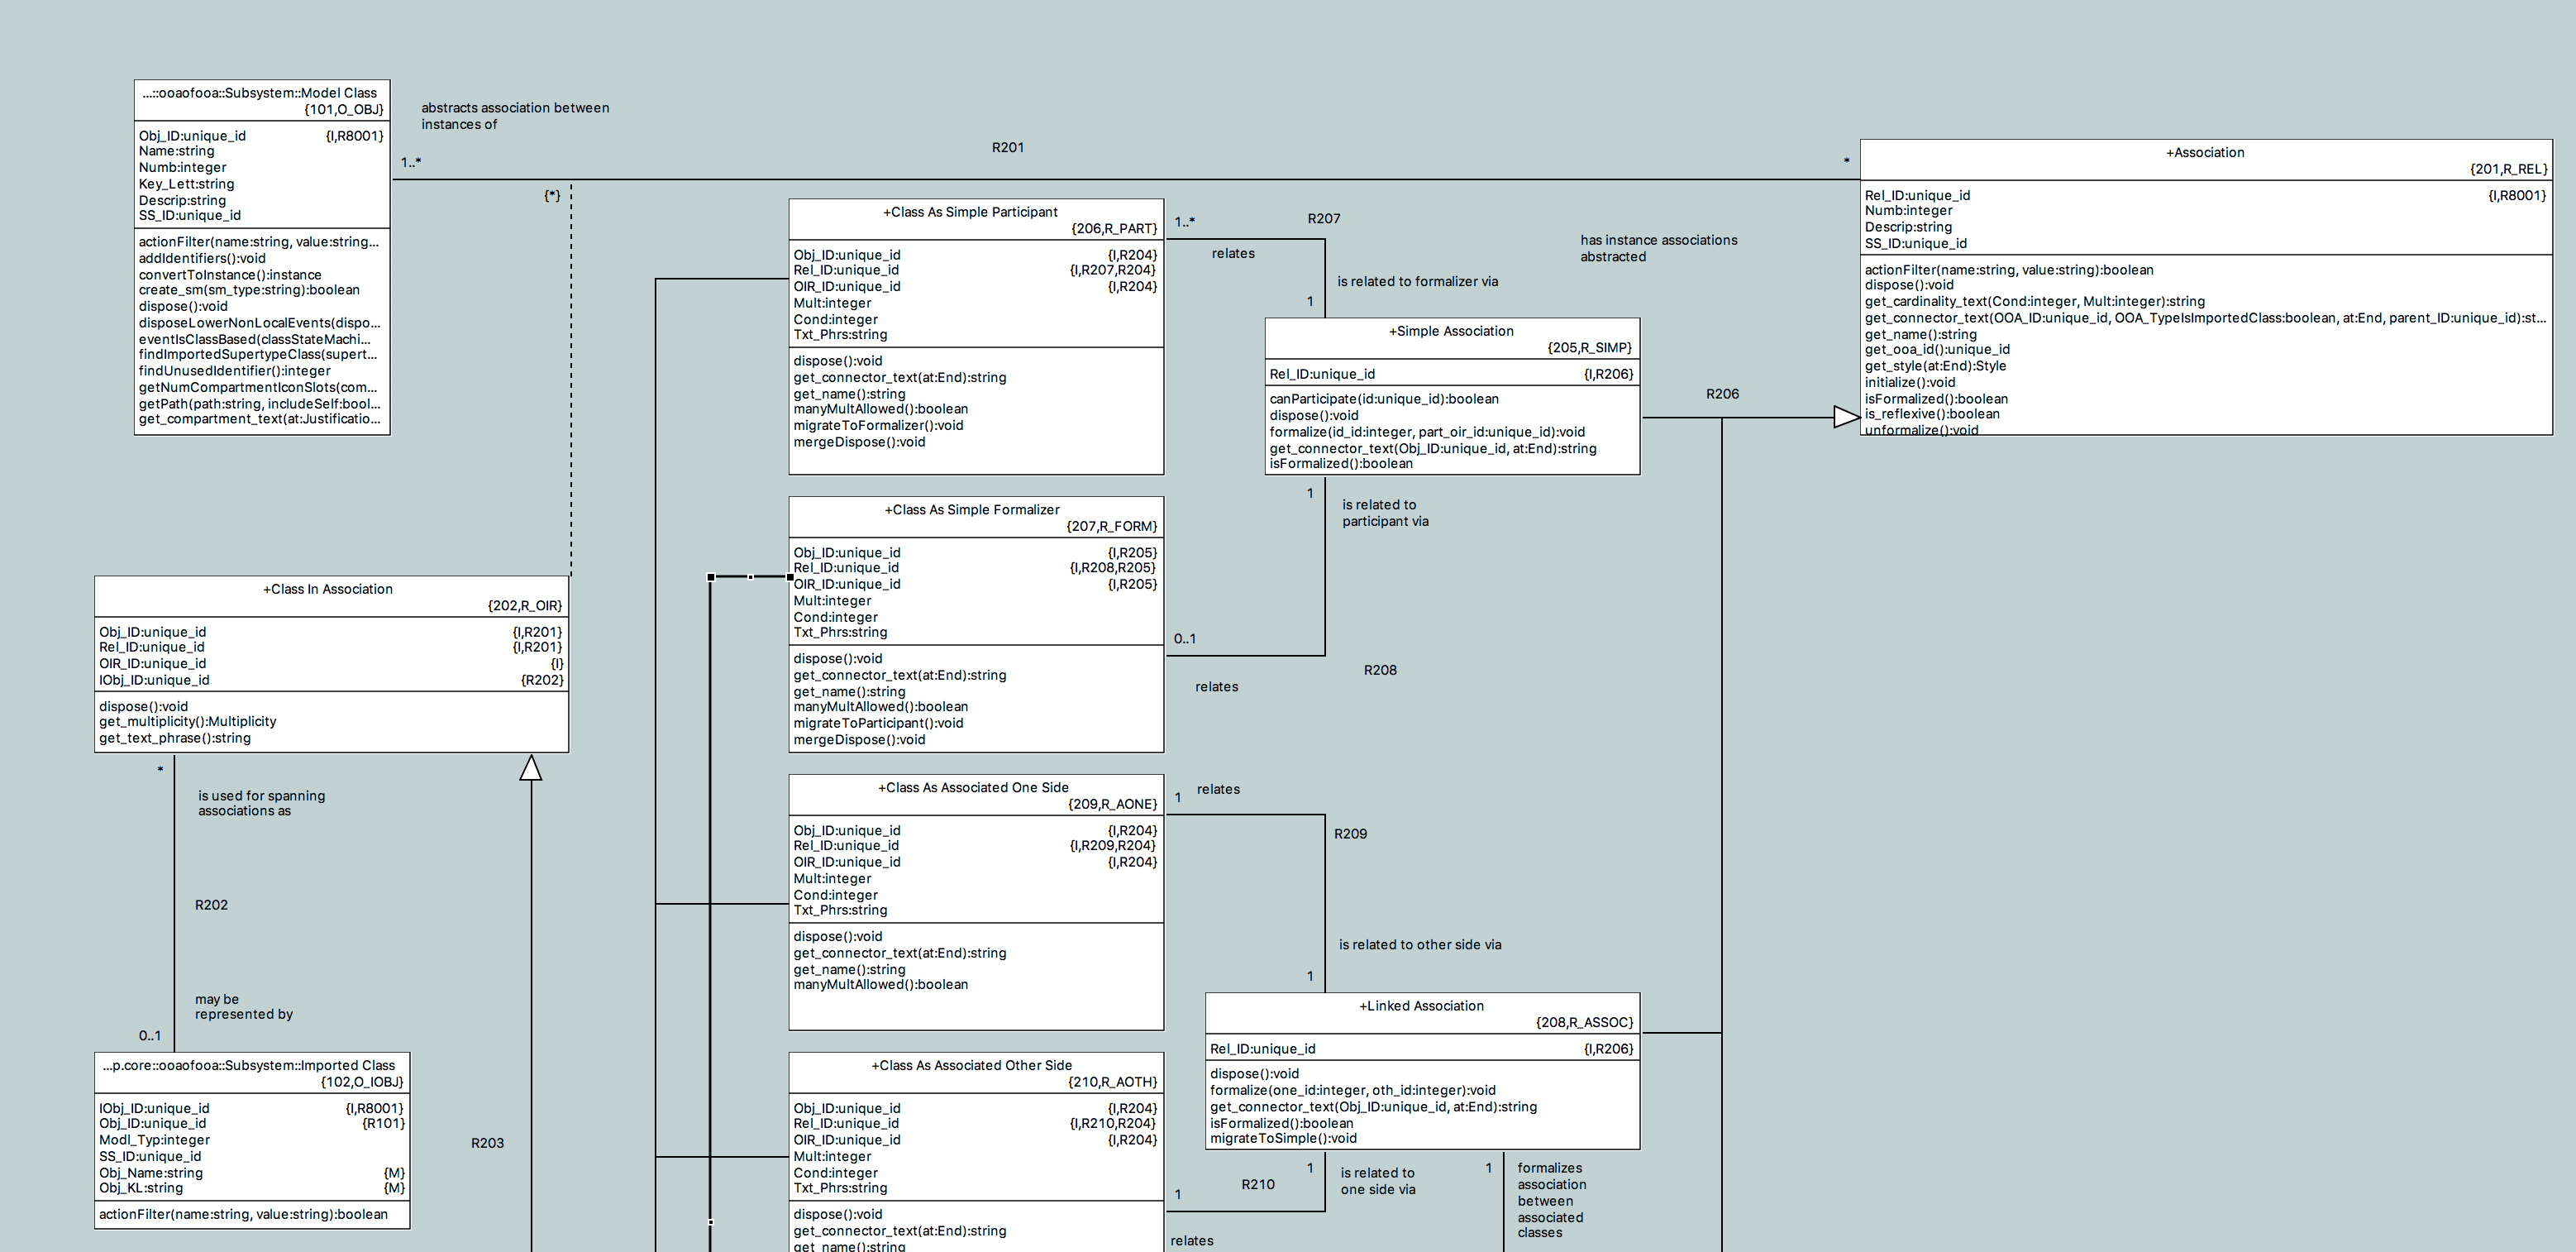 ...::ooaofooa::Subsystem::Model Class
{101,O_OBJ}
Obj_ID:unique_id {I,R8001}
Name:string
Numb:integer
Key_Lett:string
Descrip:string
SS_ID:unique_id
actionFilter(name:string, value:string...
addIdentifiers():void
convertToInstance():instance
create_sm(sm_type:string):boolean
dispose():void
disposeLowerNonLocalEvents(dispo...
eventIsClassBased(classStateMachi...
findImportedSupertypeClass(supert...
findUnusedIdentifier():integer
getNumCompartmentIconSlots(com...
getPath(path:string, includeSelf:bool...
get_compartment_text(at:Justificatio...
abstracts association between
instances of
1..*
R201
*
{*}
+Association
{201,R_REL}
Rel_ID:unique_id {I,R8001}
Numb:integer
Descrip:string
SS_ID:unique_id
actionFilter(name:string, value:string):boolean
dispose():void
get_cardinality_text(Cond:integer, Mult:integer):string
get_connector_text(OOA_ID:unique_id, OOA_TypeIsImportedClass:boolean, at:End, parent_ID:unique_id):st...
get_name():string
get_ooa_id():unique_id
get_style(at:End):Style
initialize():void
isFormalized():boolean
is_reflexive():boolean
unformalize():void
has instance associations
abstracted
+Class As Simple Participant
{206,R_PART}
Obj_ID:unique_id {I,R204}
Rel_ID:unique_id {I,R207,R204}
OIR_ID:unique_id {I,R204}
Mult:integer
Cond:integer
Txt_Phrs:string
dispose():void
get_connector_text(at:End):string
get_name():string
manyMultAllowed():boolean
migrateToFormalizer():void
mergeDispose():void
1..*
R207
relates
is related to formalizer via
1
+Simple Association
{205,R_SIMP}
Rel_ID:unique_id {I,R206}
canParticipate(id:unique_id):boolean
dispose():void
formalize(id_id:integer, part_oir_id:unique_id):void
get_connector_text(Obj_ID:unique_id, at:End):string
isFormalized():boolean
R206
1
is related to
participant via
+Class As Simple Formalizer
{207,R_FORM}
Obj_ID:unique_id {I,R205}
Rel_ID:unique_id {I,R208,R205}
OIR_ID:unique_id {I,R205}
Mult:integer
Cond:integer
Txt_Phrs:string
dispose():void
get_connector_text(at:End):string
get_name():string
manyMultAllowed():boolean
migrateToParticipant():void
mergeDispose():void
0..1
R208
relates
+Class In Association
{202,R_OIR}
Obj_ID:unique_id {I,R201}
Rel_ID:unique_id {I,R201}
OIR_ID:unique_id {I}
IObj_ID:unique_id {R202}
dispose():void
get_multiplicity():Multiplicity
get_text_phrase():string
*
is used for spanning
associations as
R202
may be
represented by
0..1
...p.core::ooaofooa::Subsystem::Imported Class
{102,O_IOBJ}
IObj_ID:unique_id {I,R8001}
Obj_ID:unique_id {R101}
Modl_Typ:integer
SS_ID:unique_id
Obj_Name:string {M}
Obj_KL:string {M}
actionFilter(name:string, value:string):boolean
R203
+Class As Associated One Side
{209,R_AONE}
Obj_ID:unique_id {I,R204}
Rel_ID:unique_id {I,R209,R204}
OIR_ID:unique_id {I,R204}
Mult:integer
Cond:integer
Txt_Phrs:string
dispose():void
get_connector_text(at:End):string
get_name():string
manyMultAllowed():boolean
1
relates
R209
is related to other side via
1
+Linked Association
{208,R_ASSOC}
Rel_ID:unique_id {I,R206}
dispose():void
formalize(one_id:integer, oth_id:integer):void
get_connector_text(Obj_ID:unique_id, at:End):string
isFormalized():boolean
migrateToSimple():void
+Class As Associated Other Side
{210,R_AOTH}
Obj_ID:unique_id {I,R204}
Rel_ID:unique_id {I,R210,R204}
OIR_ID:unique_id {I,R204}
Mult:integer
Cond:integer
Txt_Phrs:string
dispose():void
get_connector_text(at:End):string
get_name():string
1
R210
1
is related to
one side via
relates
1
formalizes
association
between
associated
classes